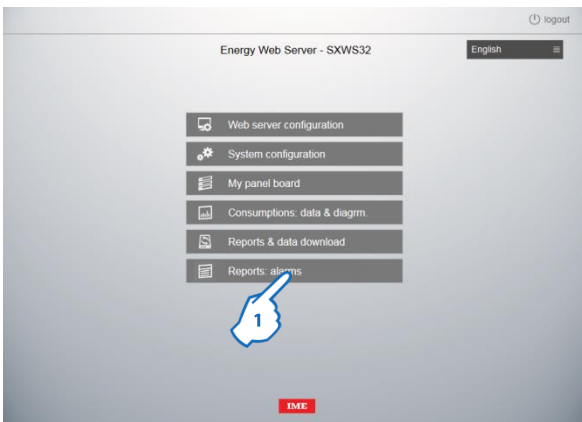 logout
Energy Web Server - SXWS32
English
Web server configuration
System configuration
My panel board
Consumptions: data & diagrm.
Reports & data download
Reports: alarms
1
IME